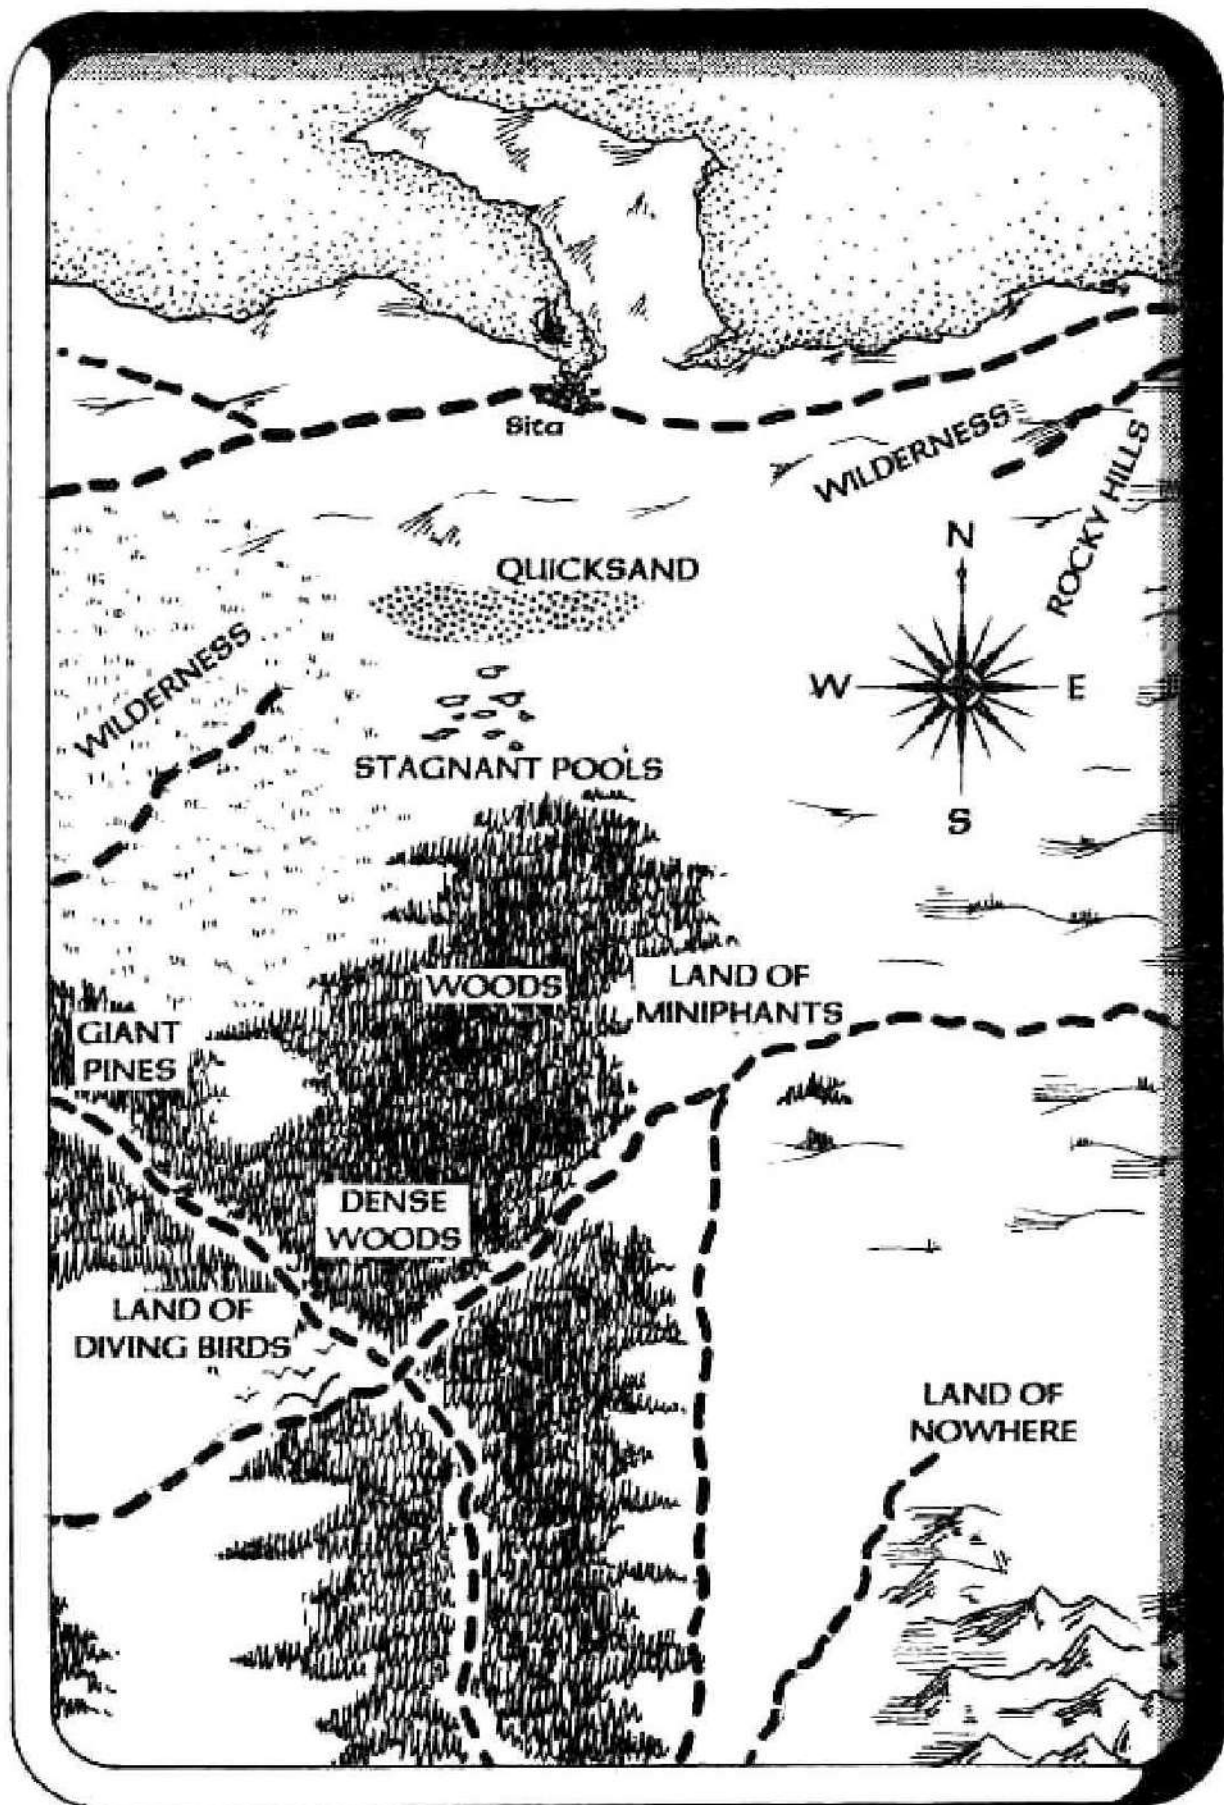 Sita
WILDERNESS
ROCKY HILLS
N
QUICKSAND
W
E
WILDERNESS
STAGNANT POOLS
S
WOODS
LAND OF
MINIPHANTS
GIANT
PINES
DENSE
WOODS
LAND OF
DIVING BIRDS
LAND OF
NOWHERE